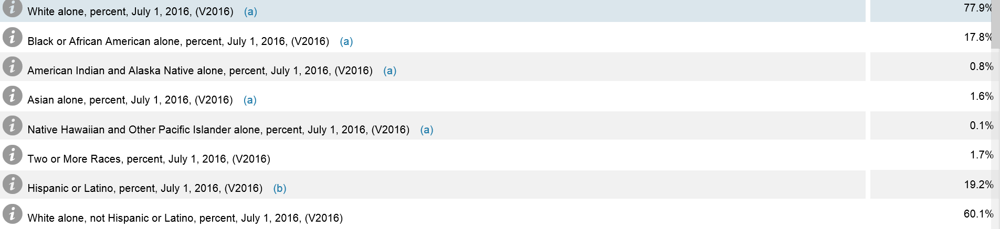 White alone, percent, July 1, 2016, (V2016) (a) 77.9%
Black or African American alone, percent, July 1, 2016, (V2016) (a) 17.8%
American Indian and Alaska Native alone, percent, July 1, 2016, (V2016) (a) 0.8%
Asian alone, percent, July 1, 2016, (V2016) (a) 1.6%
Native Hawaiian and Other Pacific Islander alone, percent, July 1, 2016, (V2016) (a) 0.1%
Two or More Races, percent, July 1, 2016, (V2016) 1.7%
Hispanic or Latino, percent, July 1, 2016, (V2016) (b) 19.2%
White alone, not Hispanic or Latino, percent, July 1, 2016, (V2016) 60.1%